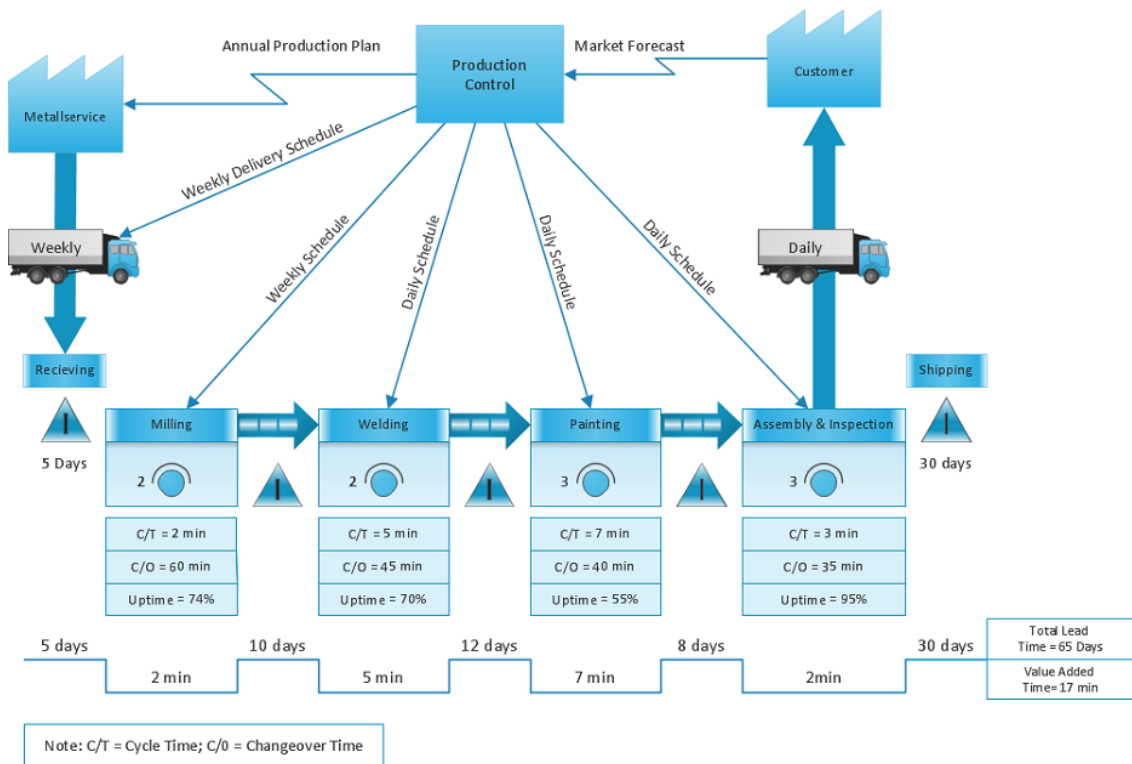 Annual Production Plan
Market Forecast
Production
Control
Customer
Metallservice
Weekly Delivery Schedule
Weekly
Weekly Schedule
Daily Schedule
Daily Schedule
Daily Schedule
Daily
Recieving
Shipping
5 Days
30 days
Milling
Welding
Painting
Assembly & Inspection
I
I
I
I
I
2
2
3
3
C/T = 2 min
C/T = 5 min
C/T = 7 min
C/T = 3 min
C/O = 60 min
C/O = 45 min
C/O = 40 min
C/O = 35 min
Uptime = 74%
Uptime = 70%
Uptime = 55%
Uptime = 95%
5 days
10 days
12 days
8 days
30 days
2 min
5 min
7 min
2min
Total Lead
Time = 65 Days
Value Added
Time= 17 min
Note: C/T = Cycle Time; C/0 = Changeover Time